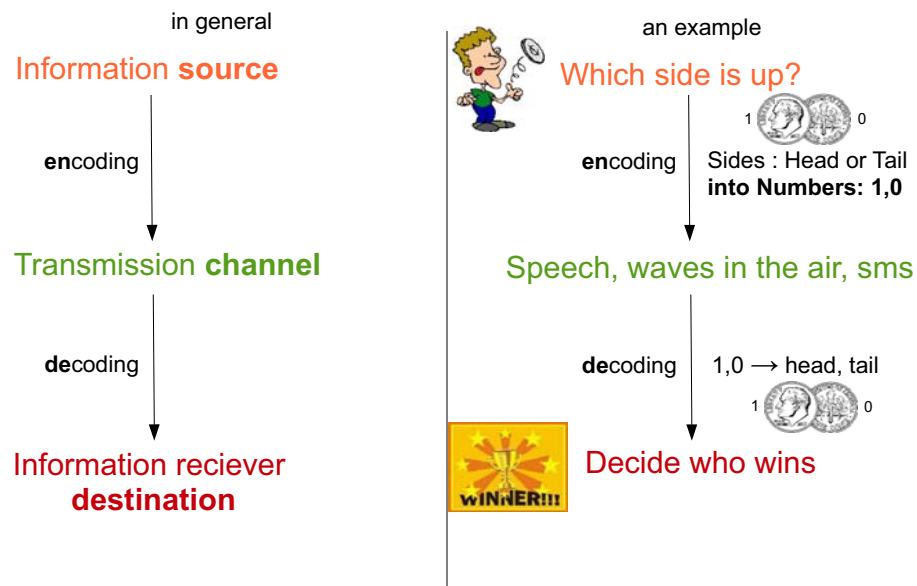 in general
Information source
encoding
Transmission channel
decoding
Information reciever
destination
an example
Which side is up?
1 0
encoding
Sides : Head or Tail
into Numbers: 1,0
Speech, waves in the air, sms
decoding
1,0 → head, tail
1 0
WINNER!!!
Decide who wins